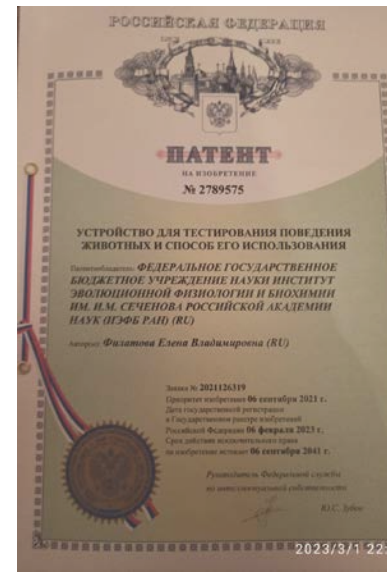 РОССИЙСКАЯ ФЕДЕРАЦИЯ
ПАТЕНТ
НА ИЗОБРЕТЕНИЕ
№ 2789575
УСТРОЙСТВО ДЛЯ ТЕСТИРОВАНИЯ ПОВЕДЕНИЯ
ЖИВОТНЫХ И СПОСОБ ЕГО ИСПОЛЬЗОВАНИЯ
Патентообладатель: ФЕДЕРАЛЬНОЕ ГОСУДАРСТВЕННОЕ
БЮДЖЕТНОЕ УЧРЕЖДЕНИЕ НАУКИ ИНСТИТУТ
ЭВОЛЮЦИОННОЙ ФИЗИОЛОГИИ И БИОХИМИИ
ИМ. И.М. СЕЧЕНОВА РОССИЙСКОЙ АКАДЕМИИ
НАУК (ИЭФБ РАН) (RU)
Авторы: Филатова Елена Владимировна (RU)
Заявка № 2021126319
Приоритет изобретения 06 сентября 2021 г.
Дата государственной регистрации
в Государственном реестре изобретений
Российской Федерации 06 февраля 2023 г.
Срок действия исключительного права
на изобретение истекает 06 сентября 2041 г.
Руководитель Федеральной службы
по интеллектуальной собственности
Ю.С. Зубов
2023/3/1 22: